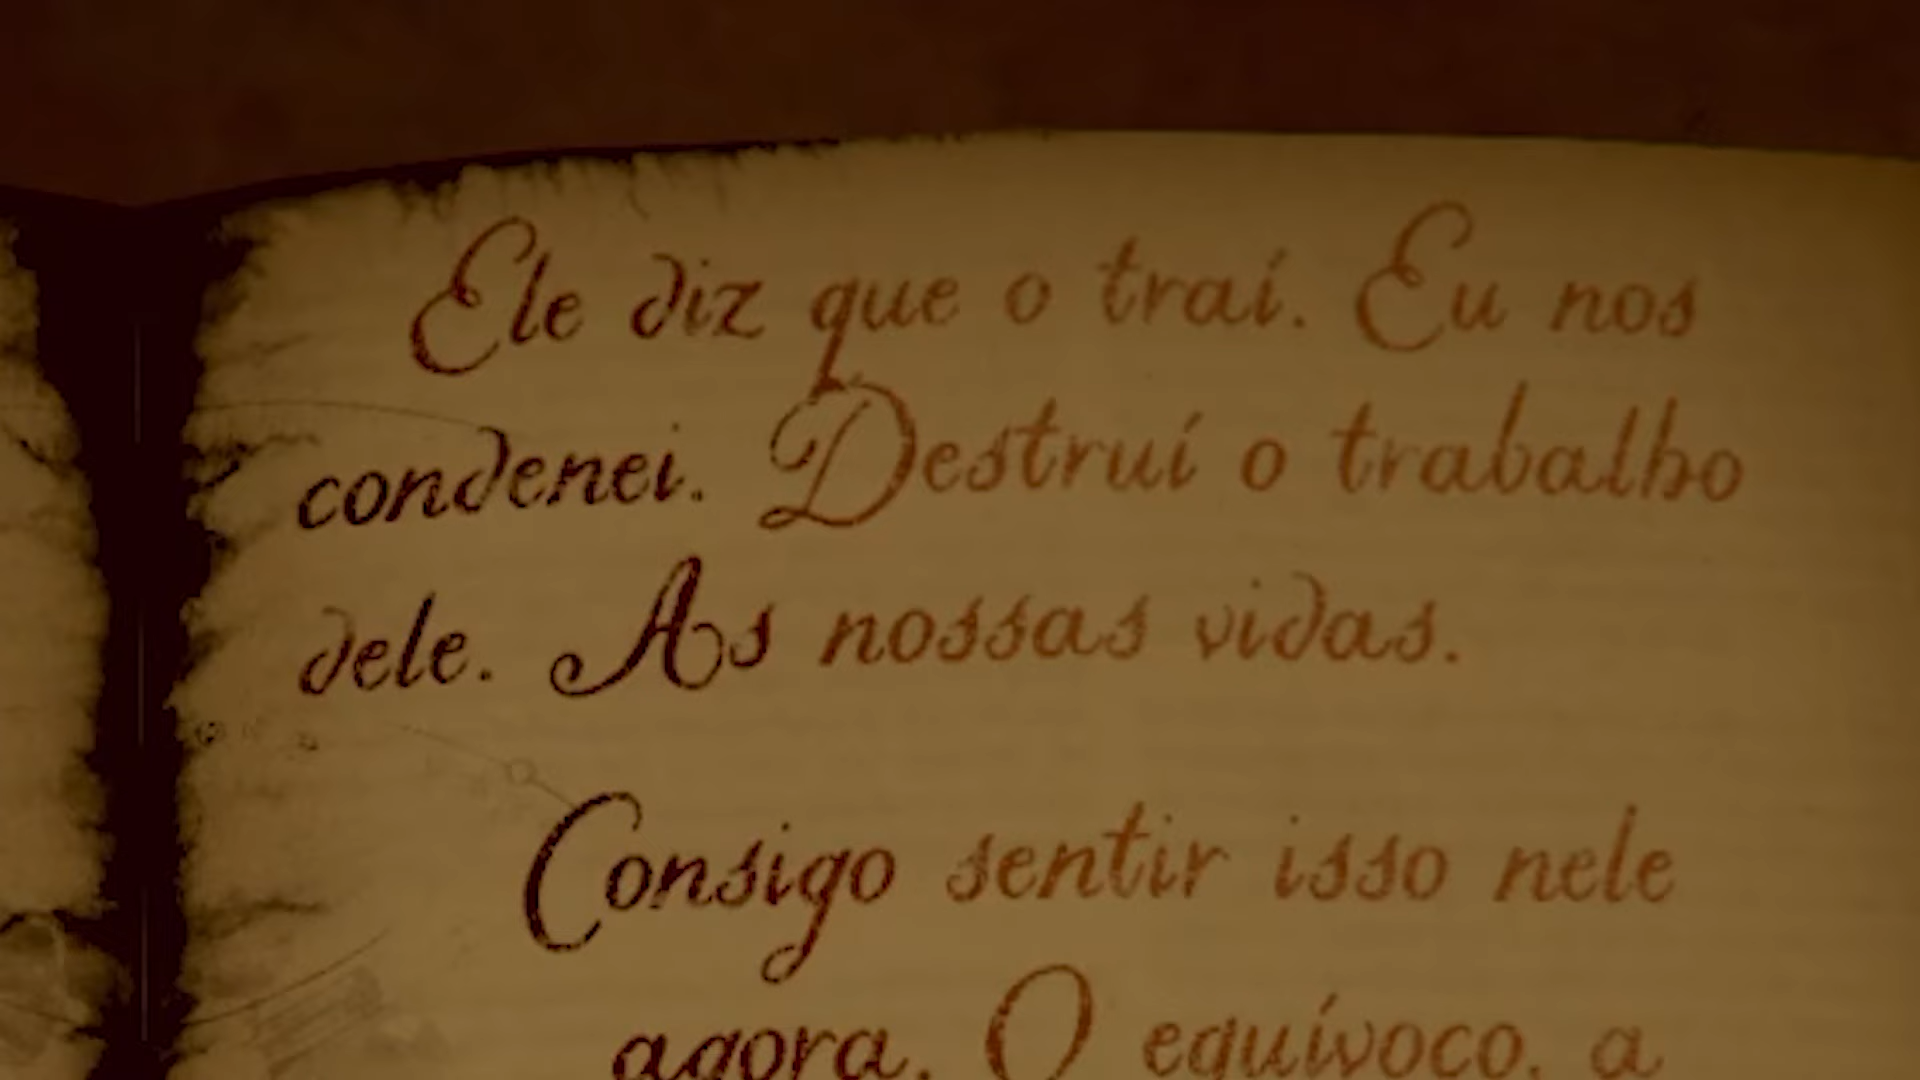 Ele diz que o traí. Eu nos
condenei. Destruí o trabalho
dele. As nossas vidas.
Consigo sentir isso nele
agora. O equívoco, a